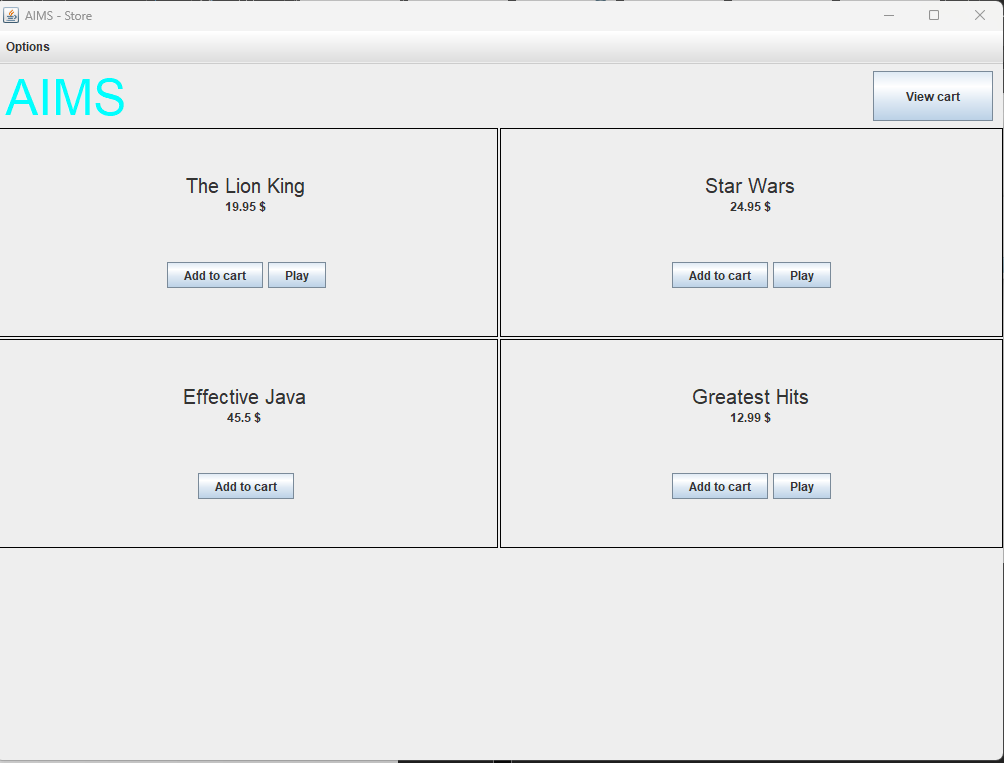 AIMS - Store
Options
AIMS
View cart
The Lion King
19.95 $
Add to cart
Play
Star Wars
24.95 $
Add to cart
Play
Effective Java
45.5 $
Add to cart
Greatest Hits
12.99 $
Add to cart
Play